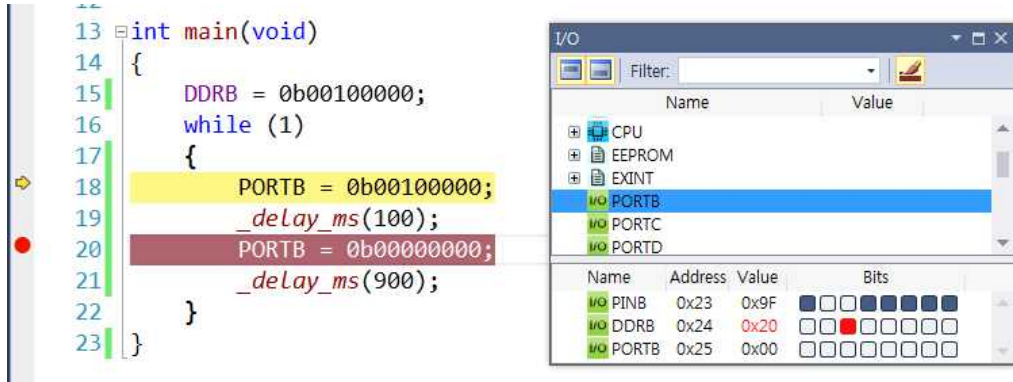 13 int main(void)
14 {
15 DDRB = 0b00100000;
16 while (1)
17 {
18 PORTB = 0b00100000;
19 _delay_ms(100);
20 PORTB = 0b00000000;
21 _delay_ms(900);
22 }
23 }
I/O
Filter:
Name Value
CPU
EEPROM
EXINT
I/O PORTB
I/O PORTC
I/O PORTD
Name Address Value Bits
I/O PINB 0x23 0x9F
I/O DDRB 0x24 0x20
I/O PORTB 0x25 0x00